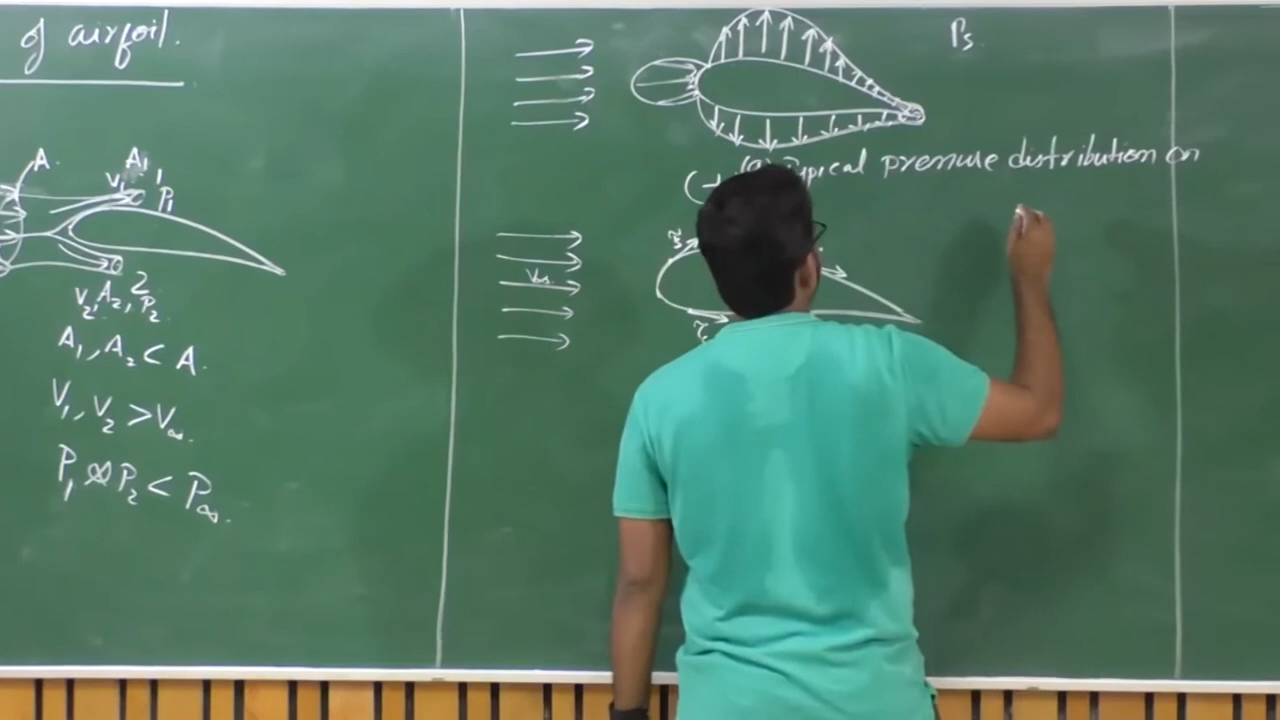 of airfoil.
A.
A₁,
V₁
P₁
2
V₂, A₂, P₂
A₁, A₂ < A.
V₁, V₂ > V∞.
P₁ P₂ < P∞.
Ps.
pressure distribution on
V∞